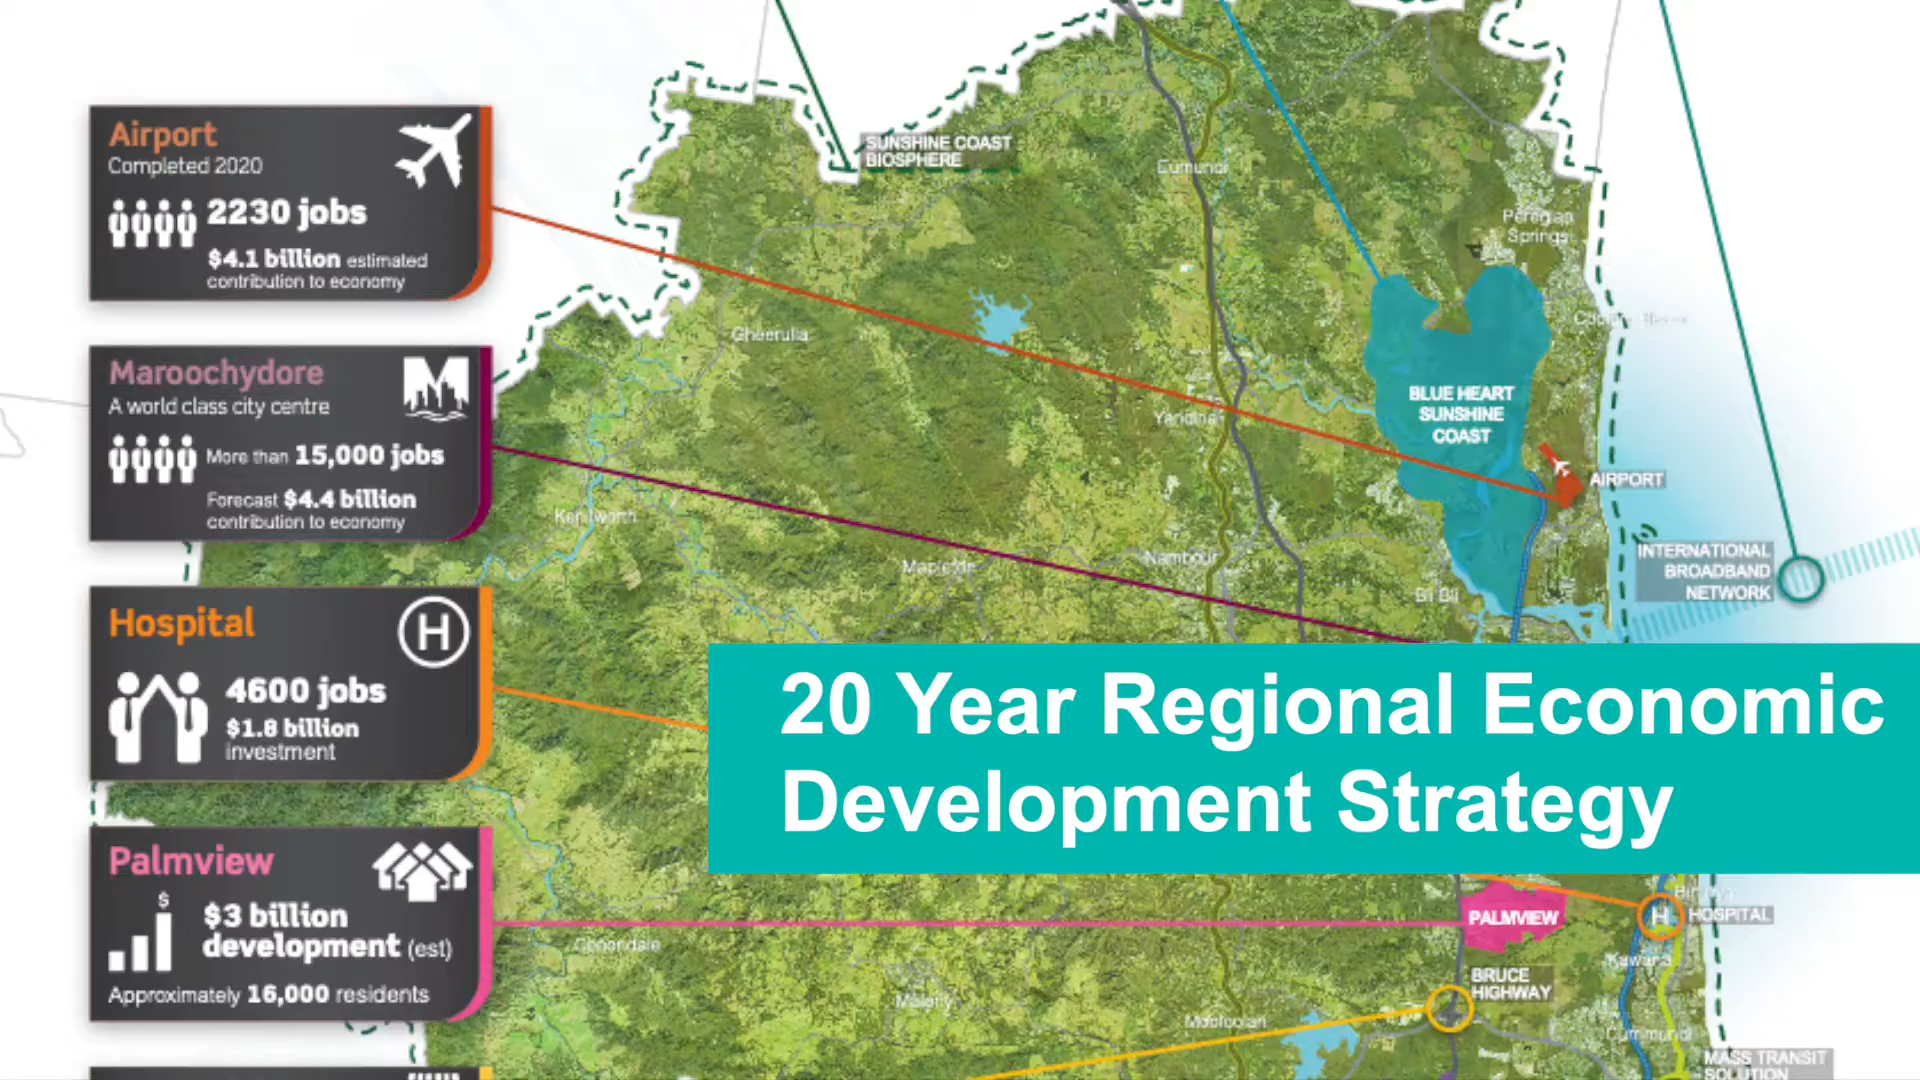 Airport
Completed 2020
2230 jobs
$4.1 billion estimated
contribution to economy
Maroochydore
A world class city centre
More than 15,000 jobs
Forecast $4.4 billion
contribution to economy
Hospital
H
4600 jobs
$1.8 billion
investment
Palmview
$
$3 billion
development (est)
Approximately 16,000 residents
SUNSHINE COAST
BIOSPHERE
Eumundi
Peregian
Springs
Gheerulla
BLUE HEART
SUNSHINE
COAST
Yandina
AIRPORT
Kenilworth
Mapleton
Nambour
Bli Bli
INTERNATIONAL
BROADBAND
NETWORK
20 Year Regional Economic
Development Strategy
PALMVIEW
H
HOSPITAL
Conondale
Kawana
BRUCE
HIGHWAY
Maleny
Mooloolah
MASS TRANSIT
SOLUTION